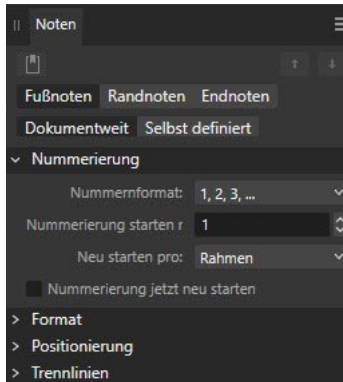 Noten
Fußnoten Randnoten Endnoten
Dokumentweit Selbst definiert
Nummerierung
Nummernformat: 1, 2, 3, ...
Nummerierung starten r 1
Neu starten pro: Rahmen
Nummerierung jetzt neu starten
Format
Positionierung
Trennlinien